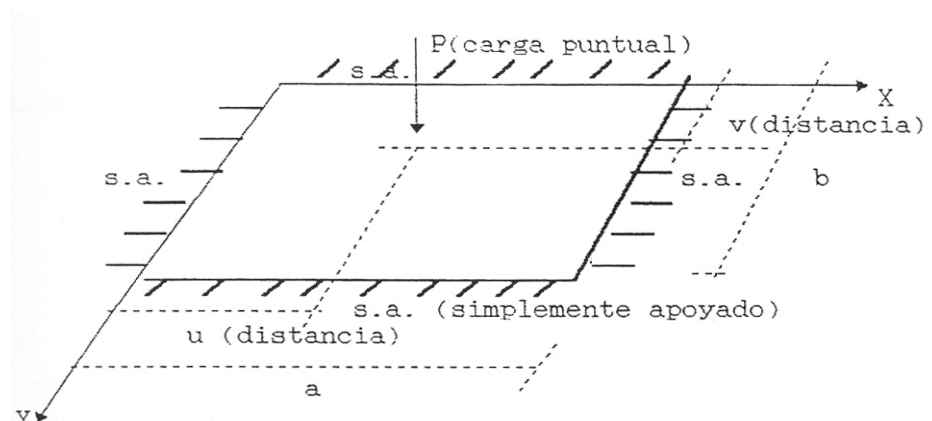 P(carga puntual)
s.a.
X
v(distancia)
s.a.
s.a.
b
s.a. (simplemente apoyado)
u (distancia)
a
Y